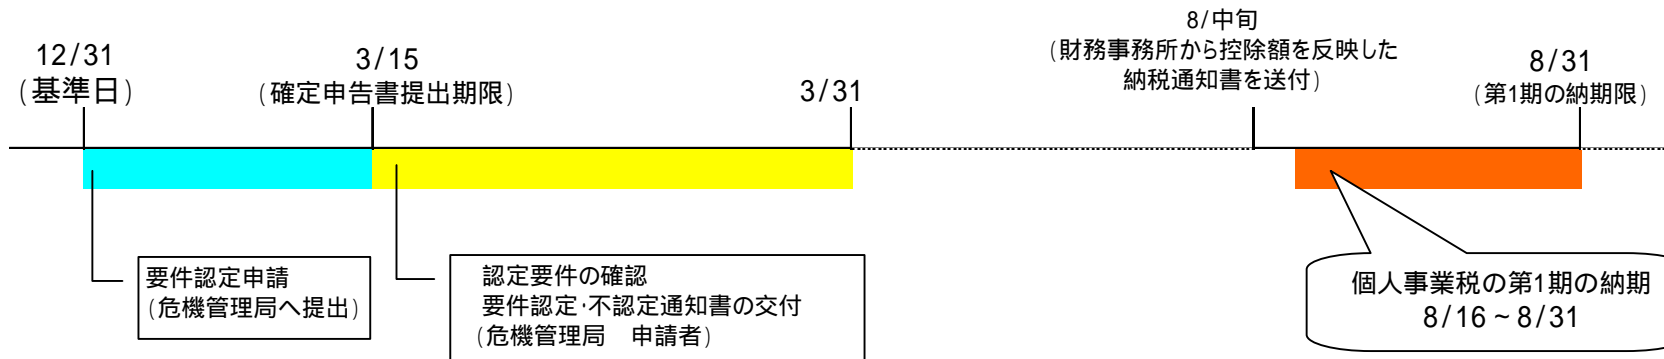 12/31
(基準日)
3/15
(確定申告書提出期限)
3/31
8/中旬
(財務事務所から控除額を反映した
納税通知書を送付)
8/31
(第1期の納期限)
要件認定申請
(危機管理局へ提出)
認定要件の確認
要件認定・不認定通知書の交付
(危機管理局　申請者)
個人事業税の第1期の納期
8/16~8/31